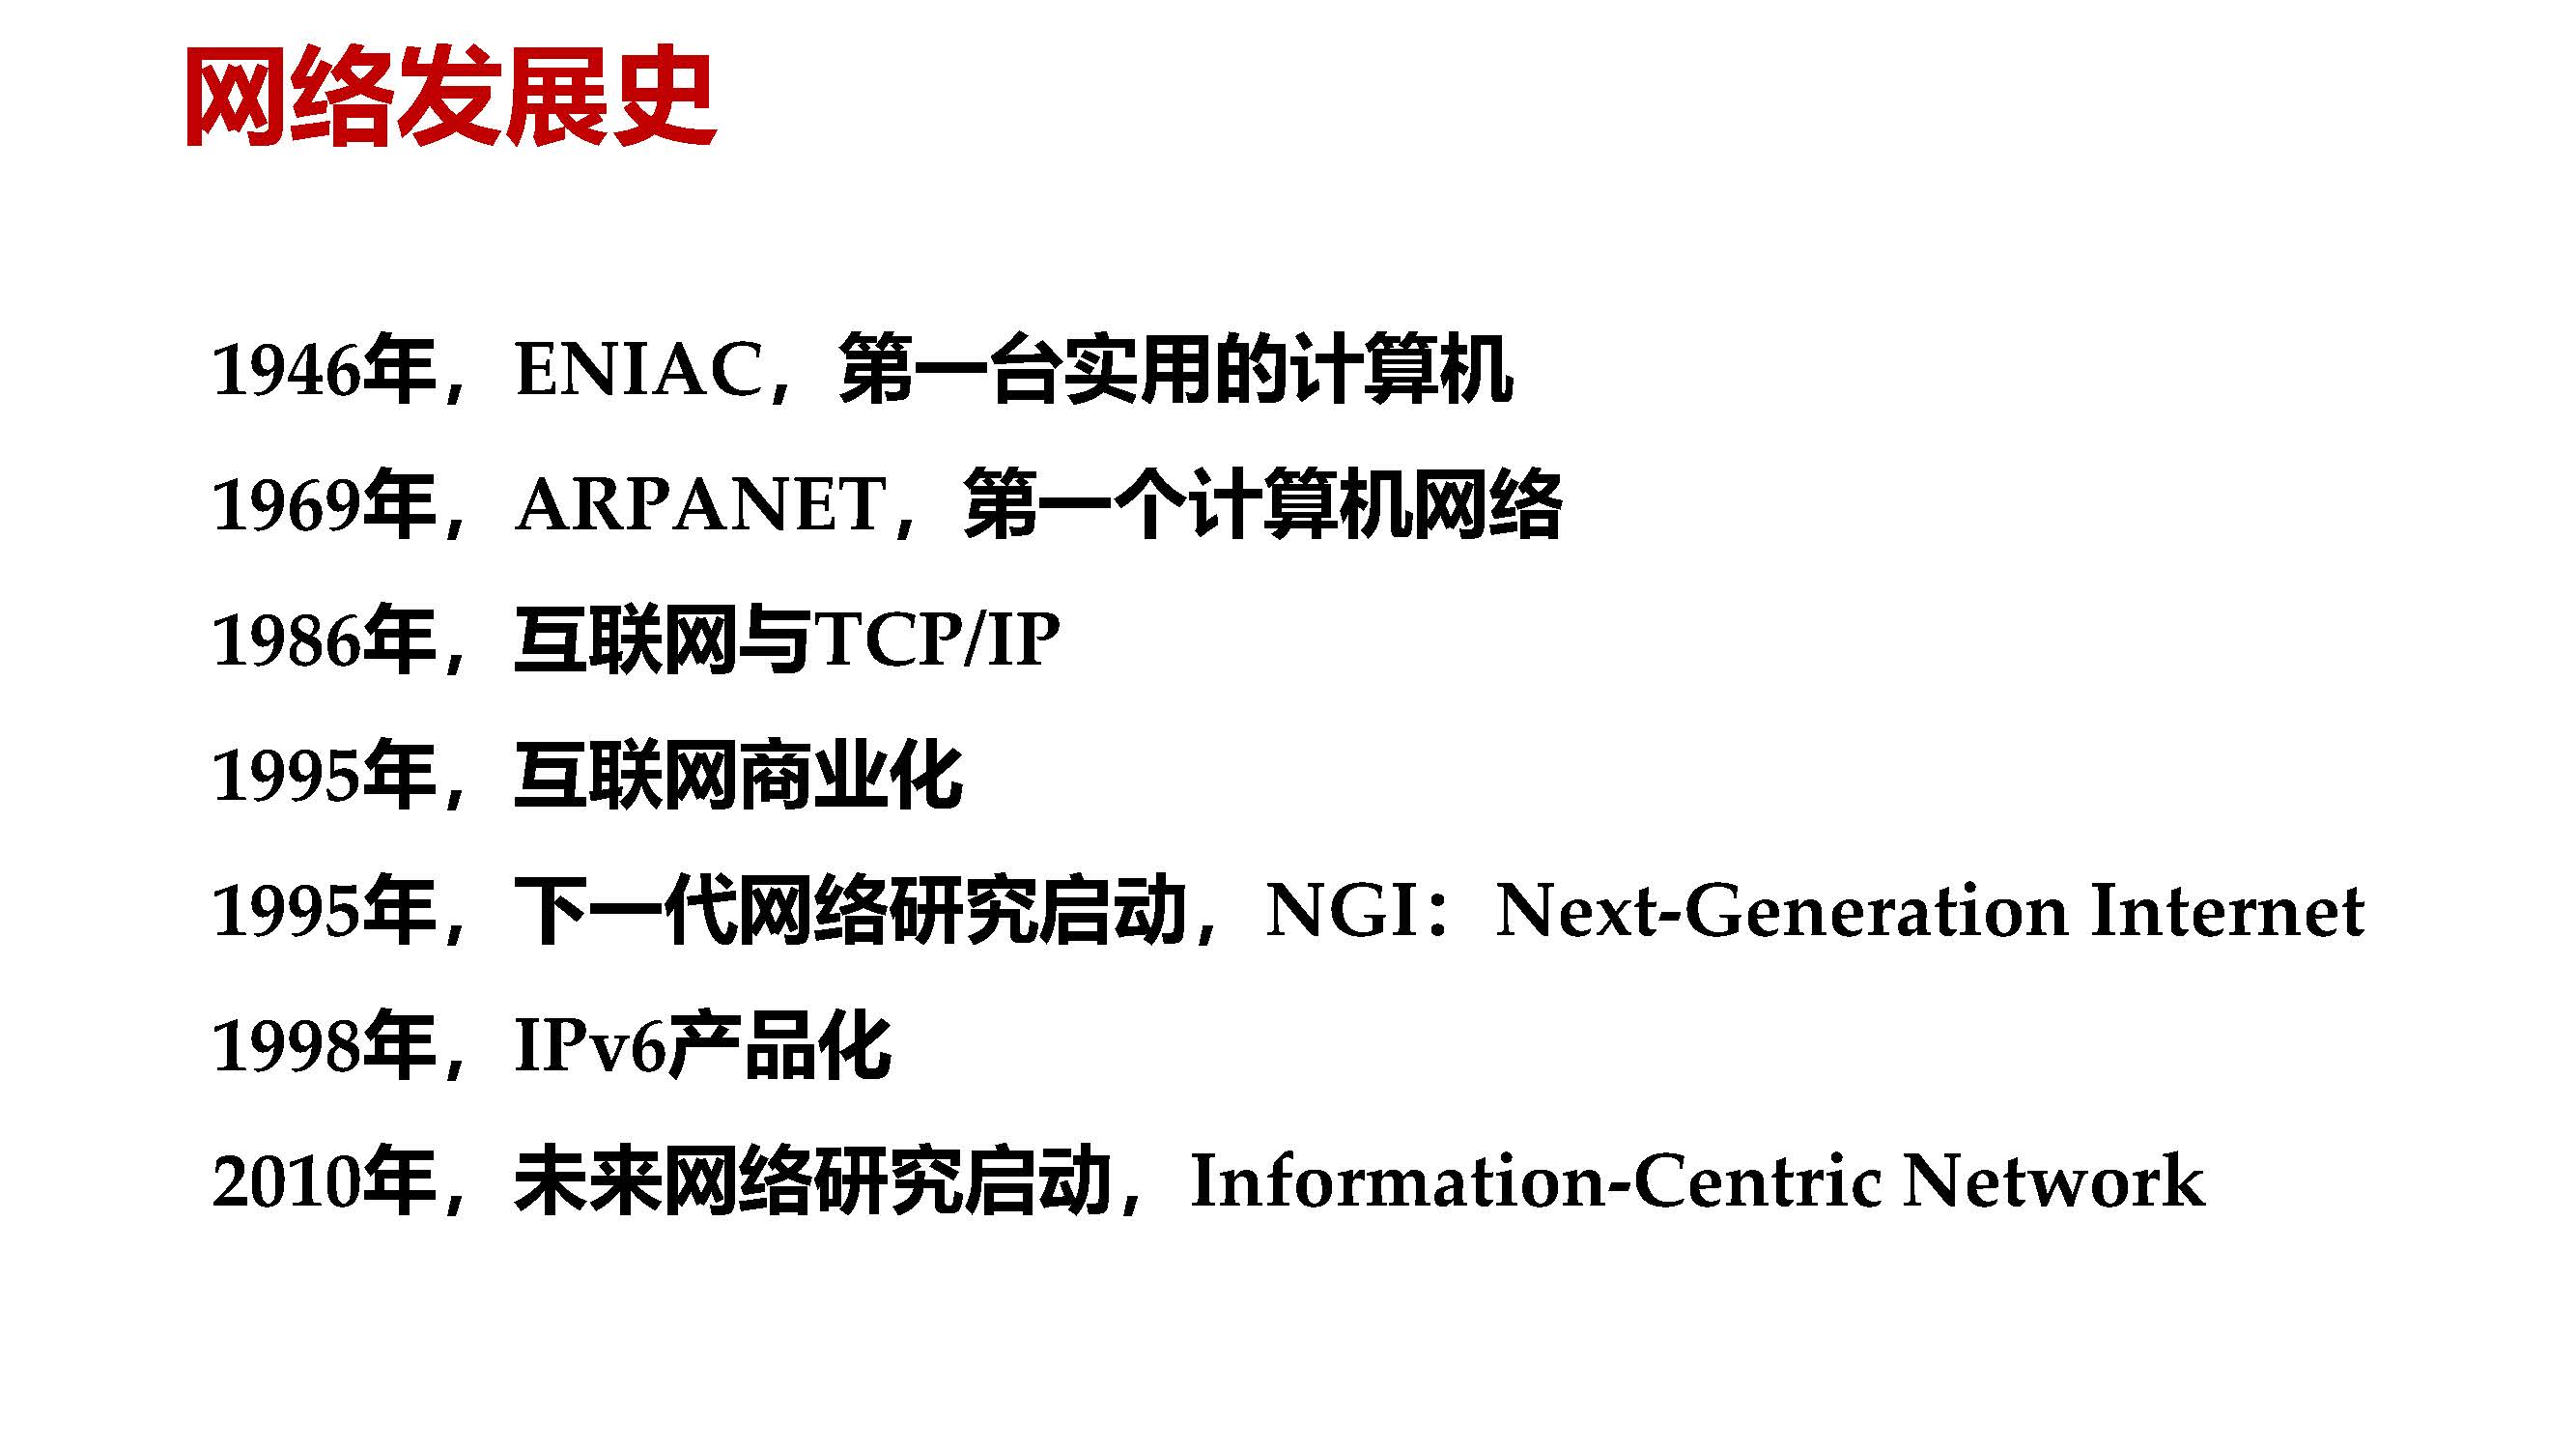 网络发展史
1946年，ENIAC，第一台实用的计算机
1969年，ARPANET，第一个计算机网络
1986年，互联网与TCP/IP
1995年，互联网商业化
1995年，下一代网络研究启动，NGI：Next-Generation Internet
1998年，IPv6产品化
2010年，未来网络研究启动，Information-Centric Network